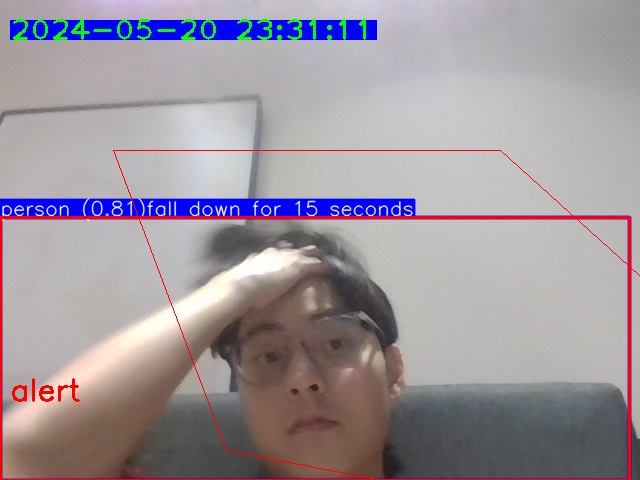 2024-05-20 23:31:11
person (0.81)fall down for 15 seconds
alert